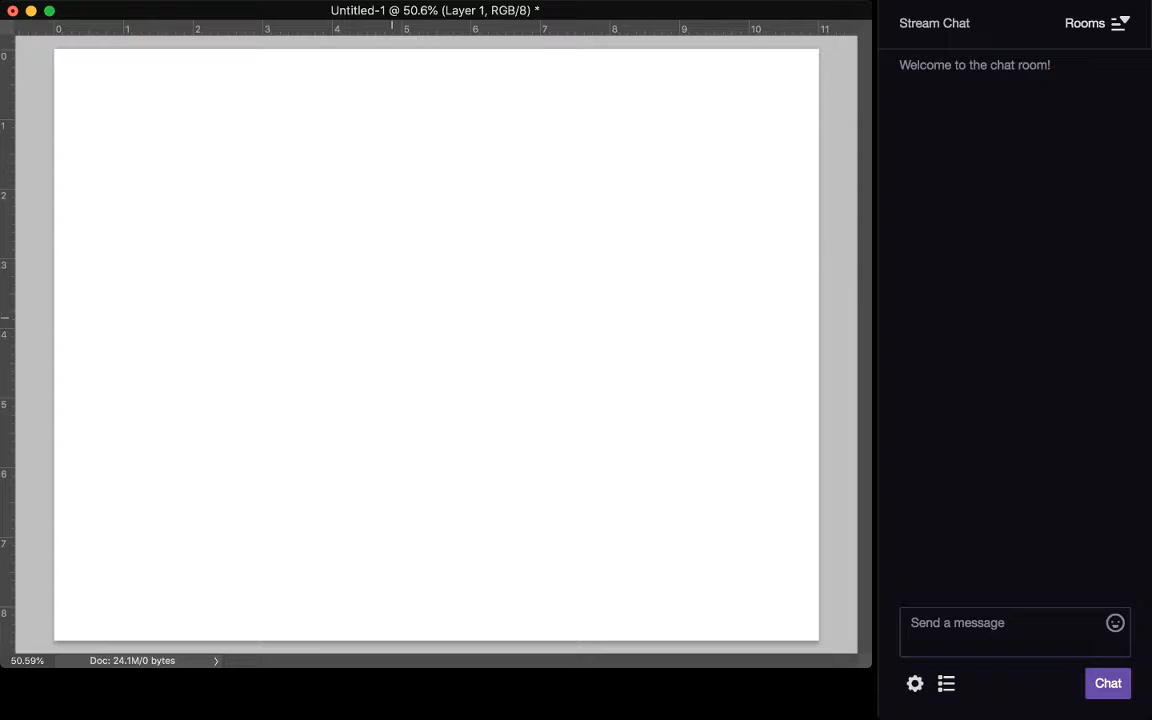 Untitled-1 @ 50.6% (Layer 1, RGB/8) *
0 1 2 3 4 5 6 7 8 9 10 11
0
1
2
3
4
5
6
7
8
50.59% Doc: 24.1M/0 bytes
Stream Chat Rooms
Welcome to the chat room!
Send a message
Chat